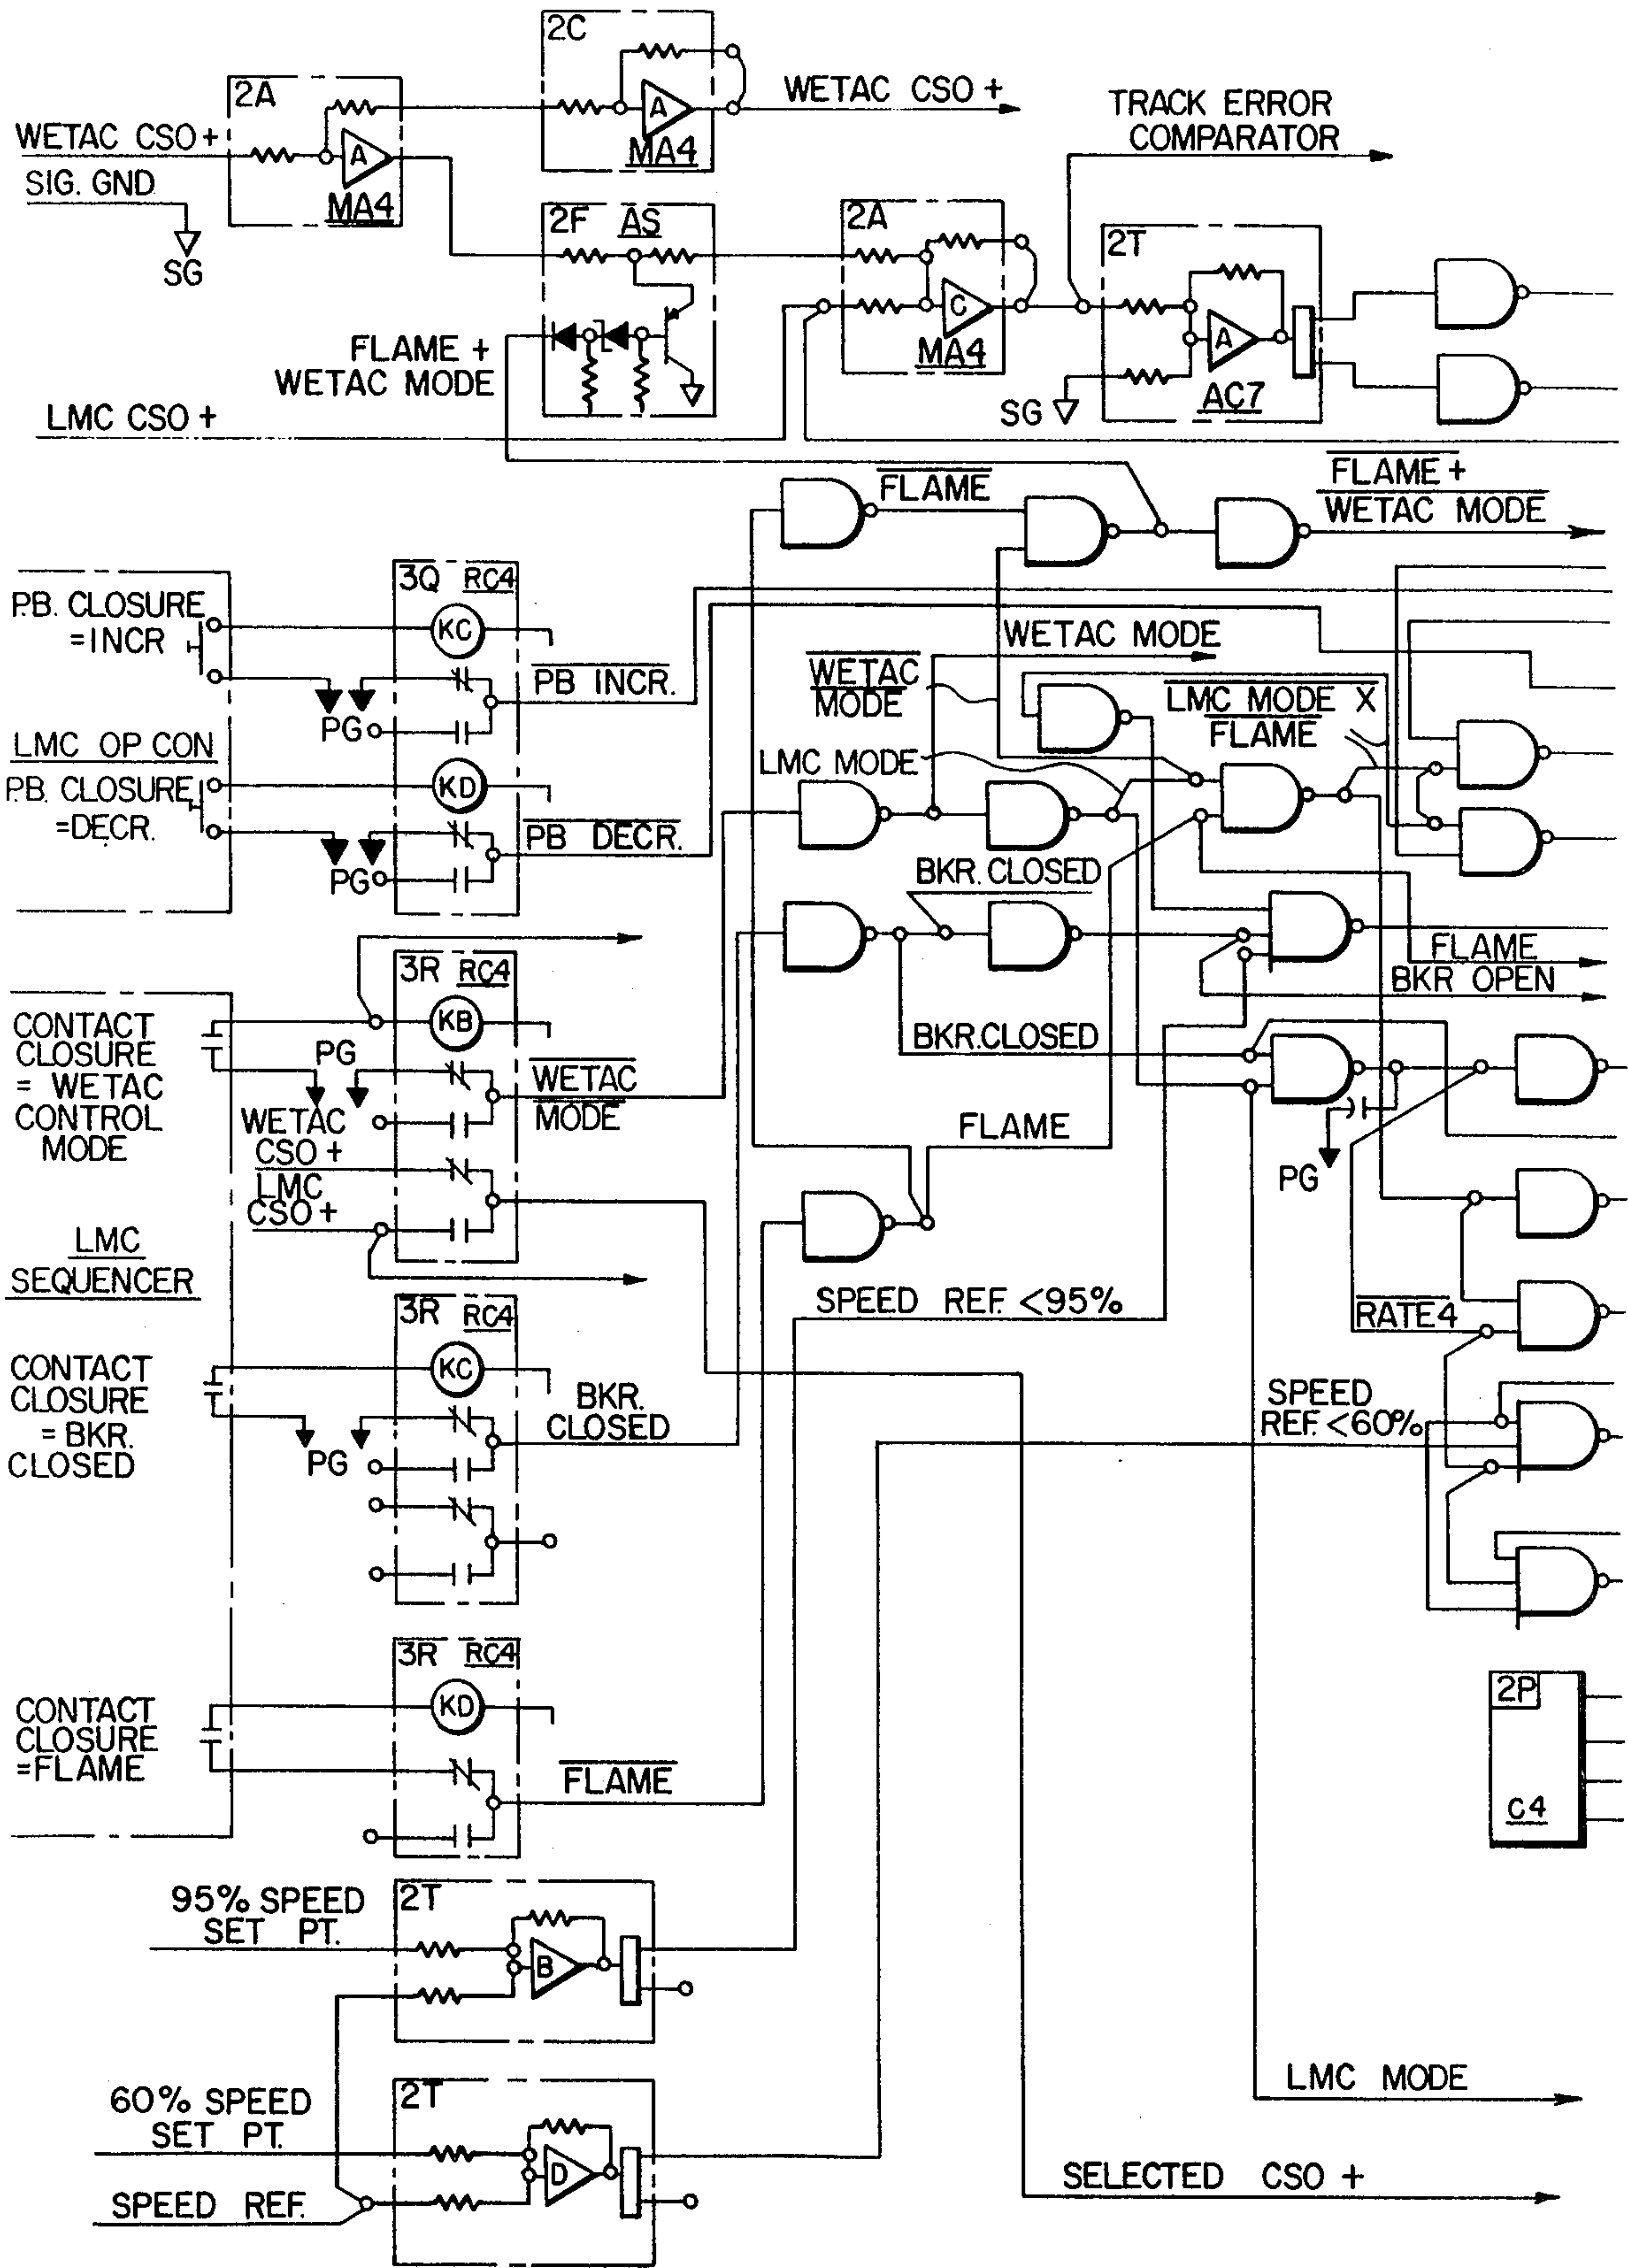 2C
2A
A
WETAC CSO +
MA4
TRACK ERROR
COMPARATOR
WETAC CSO +
A
SIG. GND
MA4
SG
2F AS
2A
C
MA4
2T
A
AC7
SG
FLAME +
WETAC MODE
LMC CSO +
FLAME
FLAME +
WETAC MODE
P.B. CLOSURE
=INCR
3Q RC4
KC
PB INCR.
PG
WETAC MODE
WETAC
MODE
LMC MODE X
FLAME
LMC OP CON
P.B. CLOSURE
=DECR.
KD
PB DECR.
PG
LMC MODE
BKR. CLOSED
FLAME
BKR OPEN
CONTACT
CLOSURE
= WETAC
CONTROL
MODE
3R RC4
KB
PG
WETAC
MODE
WETAC
CSO +
LMC
CSO +
BKR. CLOSED
FLAME
PG
LMC
SEQUENCER
SPEED REF. <95%
RATE4
3R RC4
KC
CONTACT
CLOSURE
= BKR.
CLOSED
PG
BKR.
CLOSED
SPEED
REF. <60%
3R RC4
KD
CONTACT
CLOSURE
=FLAME
FLAME
2P
C4
95% SPEED
SET PT.
2T
B
60% SPEED
SET PT.
2T
D
SPEED REF.
LMC MODE
SELECTED CSO +